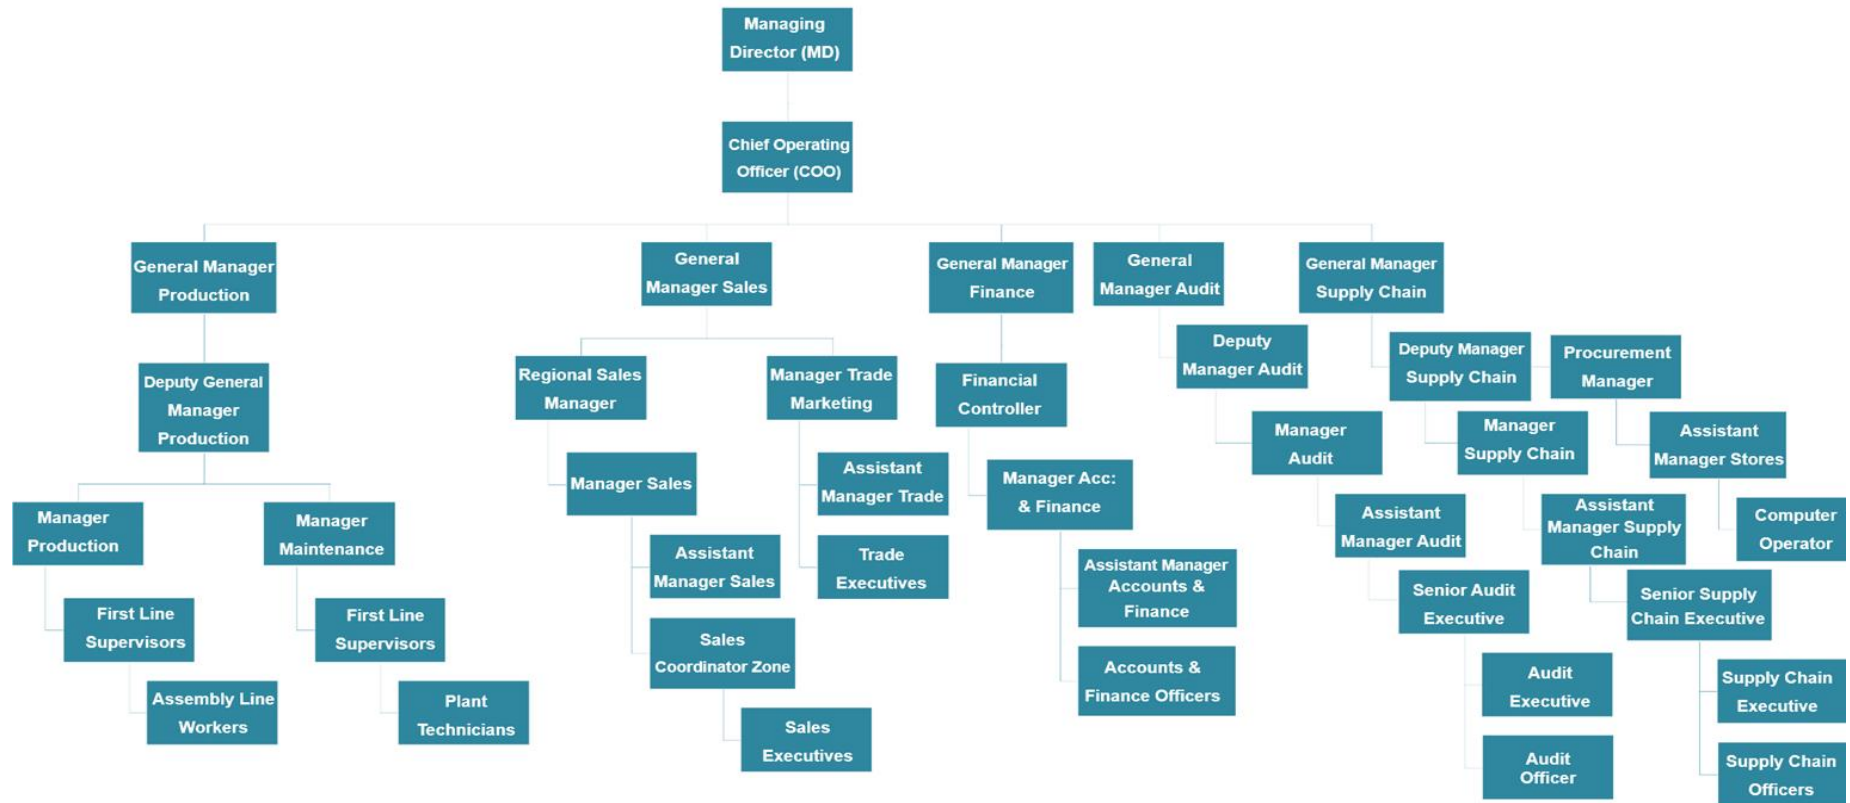 Managing
Director (MD)
Chief Operating
Officer (COO)
General Manager
Production
General
Manager Sales
General Manager
Finance
General
Manager Audit
General Manager
Supply Chain
Deputy General
Manager
Production
Regional Sales
Manager
Manager Trade
Marketing
Financial
Controller
Deputy
Manager Audit
Deputy Manager
Supply Chain
Procurement
Manager
Manager
Production
Manager
Maintenance
Manager Sales
Assistant
Manager Trade
Manager Acc:
& Finance
Manager
Audit
Manager
Supply Chain
Assistant
Manager Stores
First Line
Supervisors
First Line
Supervisors
Assistant
Manager Sales
Trade
Executives
Assistant Manager
Accounts &
Finance
Assistant
Manager Audit
Assistant
Manager Supply
Chain
Computer
Operator
Assembly Line
Workers
Plant
Technicians
Sales
Coordinator Zone
Accounts &
Finance Officers
Senior Audit
Executive
Senior Supply
Chain Executive
Sales
Executives
Audit
Executive
Supply Chain
Executive
Audit
Officer
Supply Chain
Officers